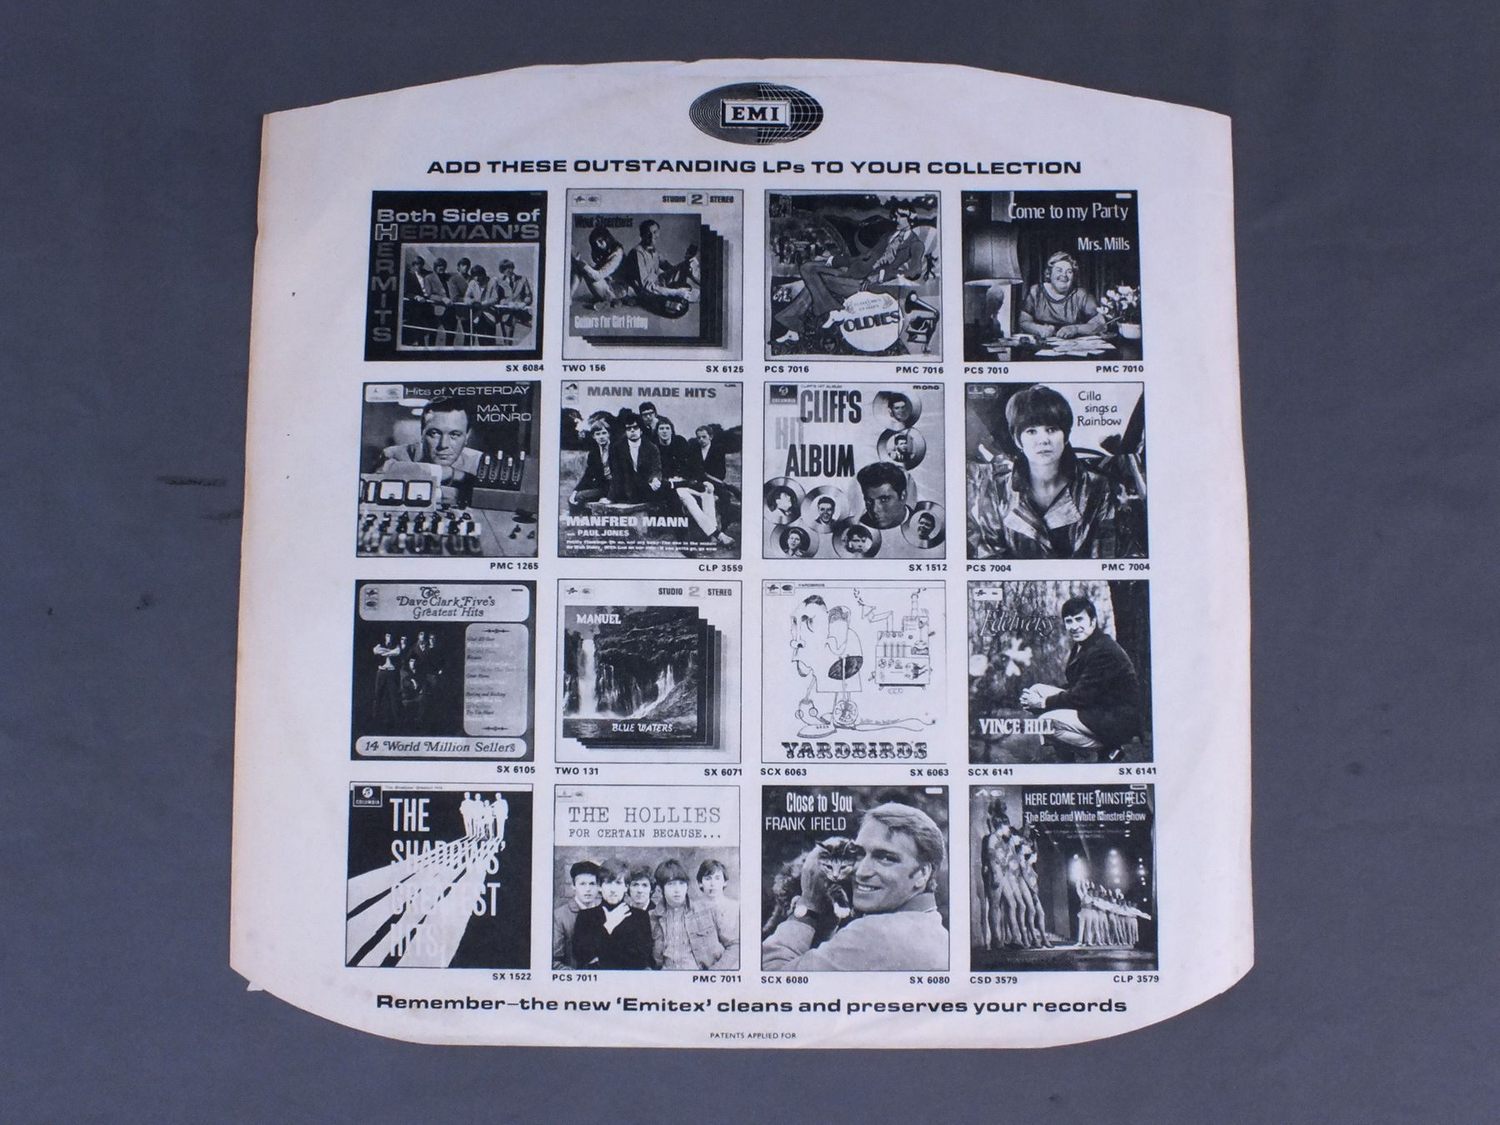 EMI
ADD THESE OUTSTANDING LPs TO YOUR COLLECTION
Both Sides of
HERMAN'S
HERMITS
SX 6084
STUDIO 2 STEREO
Guitars for Girl Friday
TWO 156 SX 6125
OLDIES
PCS 7016 PMC 7016
Come to my Party
Mrs. Mills
PCS 7010 PMC 7010
Hits of YESTERDAY
MATT
MONRO
PMC 1265
MANN MADE HITS
MANFRED MANN
PAUL JONES
CLP 3559
COLUMBIA
mono
CLIFF'S
HIT
ALBUM
SX 1512
Cilla
sings a
Rainbow
PCS 7004 PMC 7004
The
Dave Clark Five's
Greatest Hits
14 World Million Sellers
SX 6105
STUDIO 2 STEREO
MANUEL
BLUE WATERS
TWO 131 SX 6071
YARDBIRDS
YARDBIRDS
SCX 6063 SX 6063
Edelweiss
VINCE HILL
SCX 6141 SX 6141
COLUMBIA
THE
SHADOWS'
GREATEST
HITS
SX 1522
THE HOLLIES
FOR CERTAIN BECAUSE...
PCS 7011 PMC 7011
Close to You
FRANK IFIELD
SCX 6080 SX 6080
HERE COME THE MINSTRELS
The Black and White Minstrel Show
CSD 3579 CLP 3579
Remember—the new 'Emitex' cleans and preserves your records
PATENTS APPLIED FOR